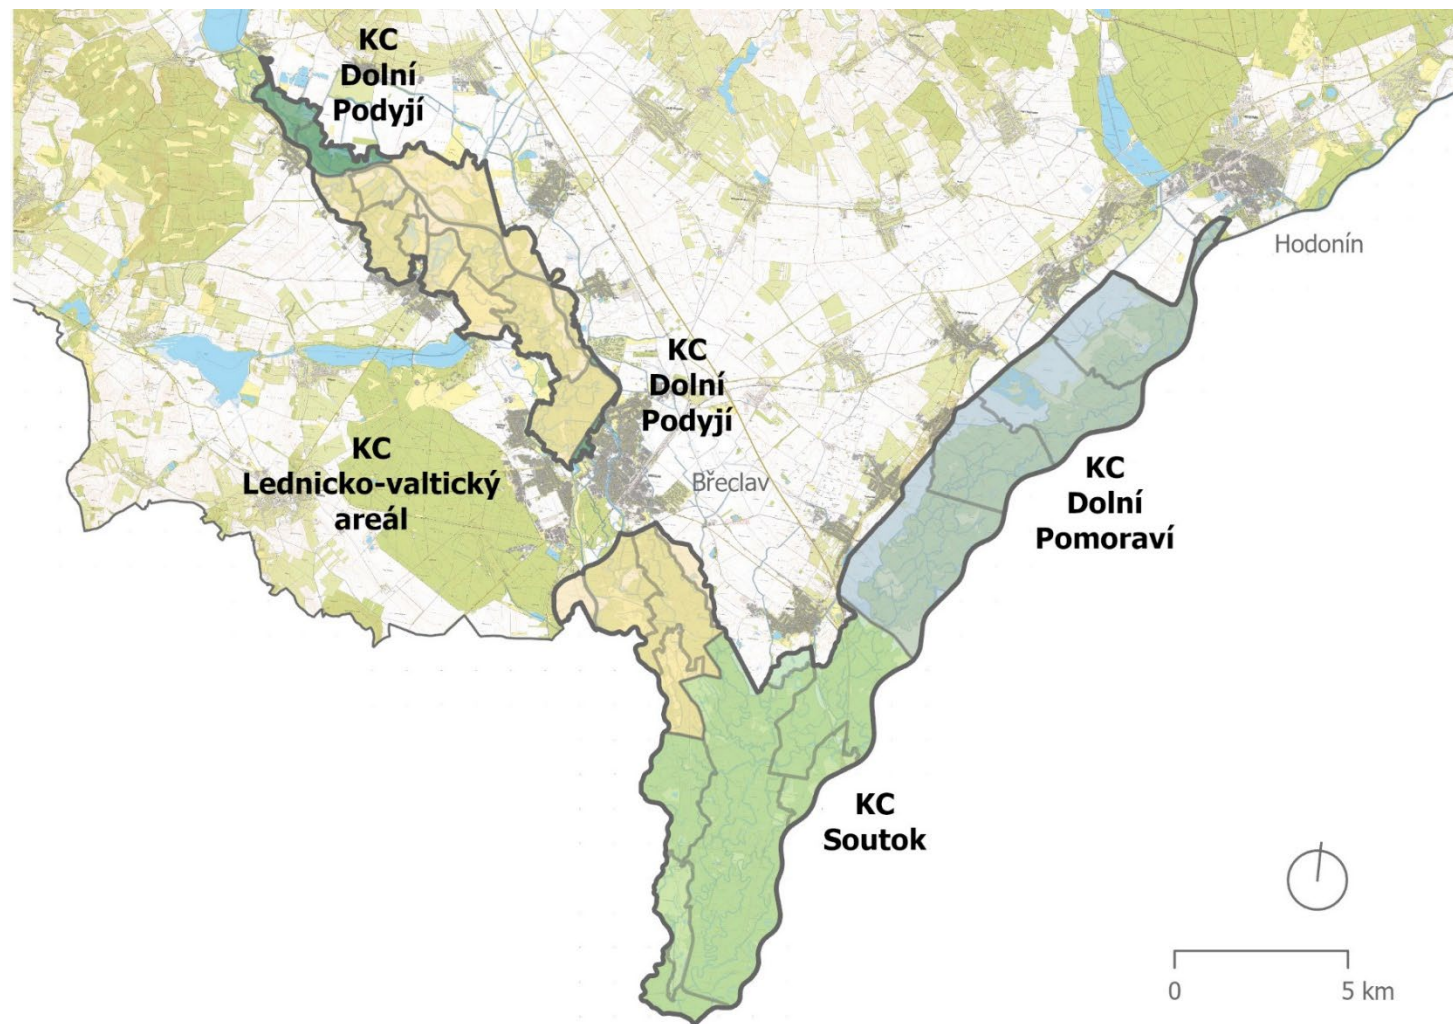 KC
Dolní
Podyjí
Hodonín
KC
Dolní
Podyjí
KC
Lednicko-valtický
areál
Břeclav
KC
Dolní
Pomoraví
KC
Soutok
0
5 km